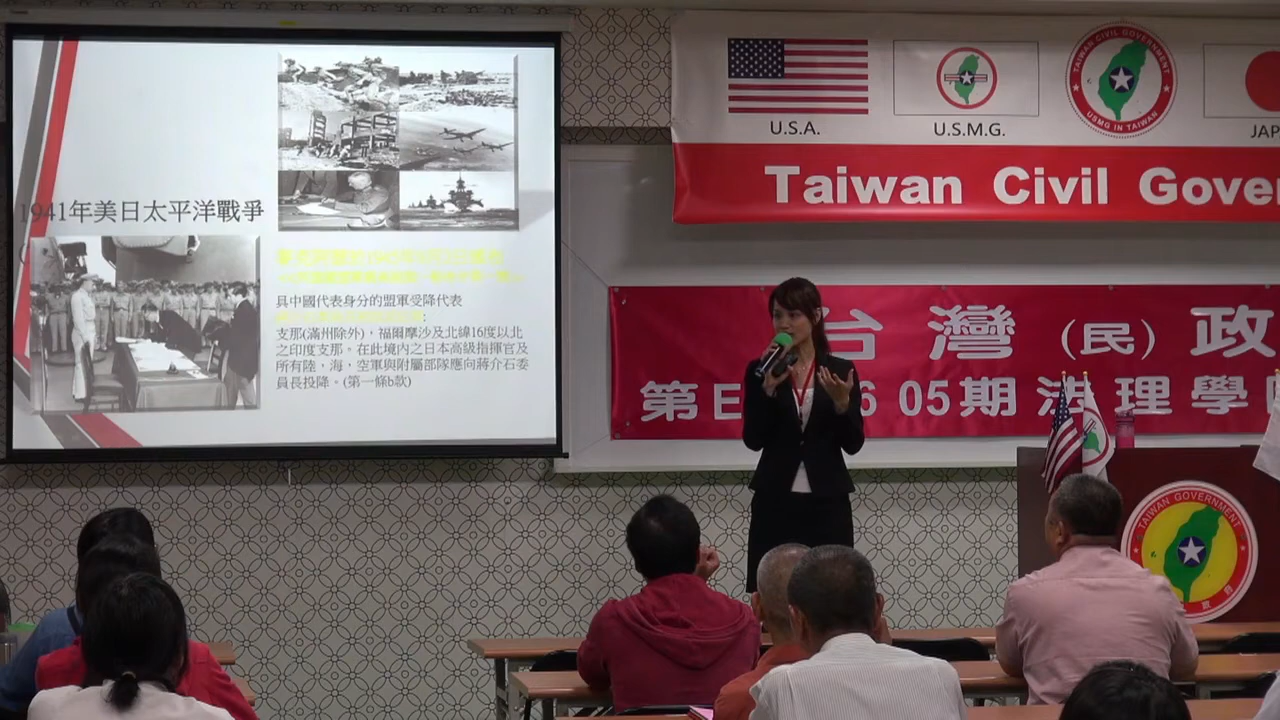 1941年美日太平洋戰爭
具中國代表身分的盟軍受降代表
支那(滿州除外)，福爾摩沙及北緯16度以北
之印度支那。在此境內之日本高級指揮官及
所有陸，海，空軍與附屬部隊應向蔣介石委
員長投降。(第一條b款)
TAIWAN CIVIL GOVERNMENT
USMG IN TAIWAN
U.S.A.
U.S.M.G.
JAP
Taiwan Civil Gover
台灣(民)政
第E 6 05期法理學
TAIWAN GOVERNMENT
政府